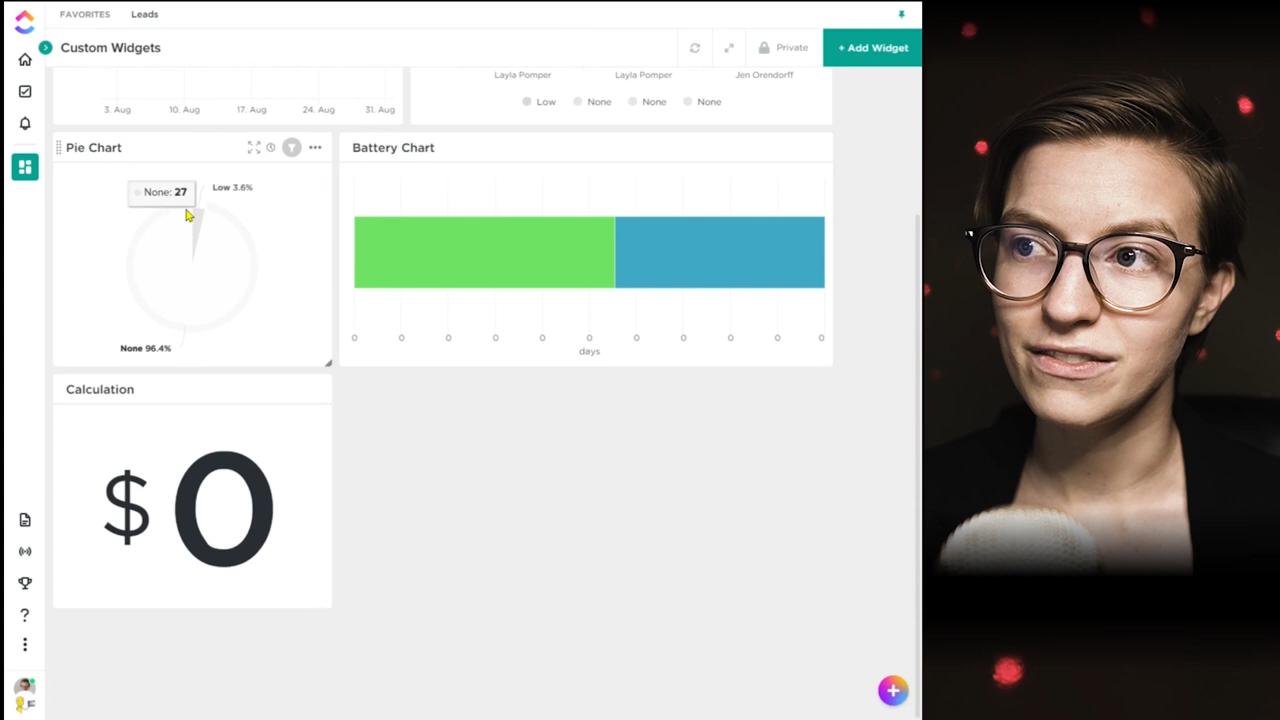 FAVORITES Leads
Custom Widgets Private + Add Widget
Layla Pomper Layla Pomper Jen Orendorff
3. Aug 10. Aug 17. Aug 24. Aug 31. Aug
Low None None None
Pie Chart
None: 27
Low 3.6%
None 96.4%
Battery Chart
0 0 0 0 0 0 0 0 0 0 0
days
Calculation
$ 0